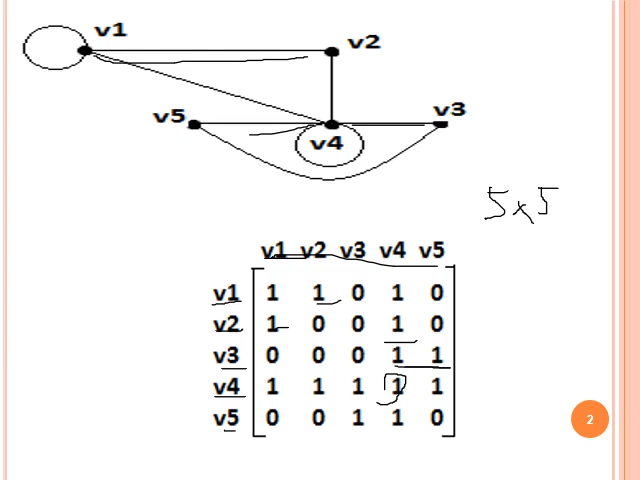 v1
v2
v5
v3
v4
5x5
v1 v2 v3 v4 v5
v1 1 1 0 1 0
v2 1 0 0 1 0
v3 0 0 0 1 1
v4 1 1 1 1 1
v5 0 0 1 1 0
2